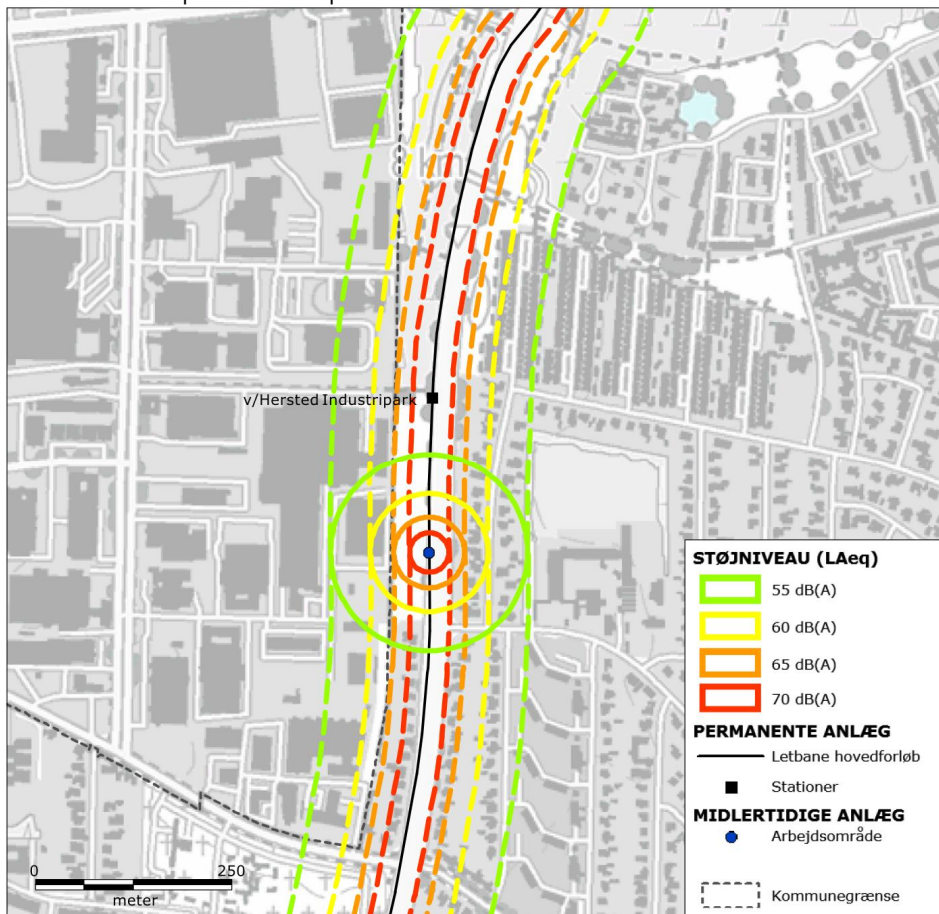 v/Hersted Industripark
STØJNIVEAU (LAeq)
55 dB(A)
60 dB(A)
65 dB(A)
70 dB(A)
PERMANENTE ANLÆG
Letbane hovedforløb
Stationer
MIDLERTIDIGE ANLÆG
Arbejdsområde
Kommunegrænse
0 250
meter